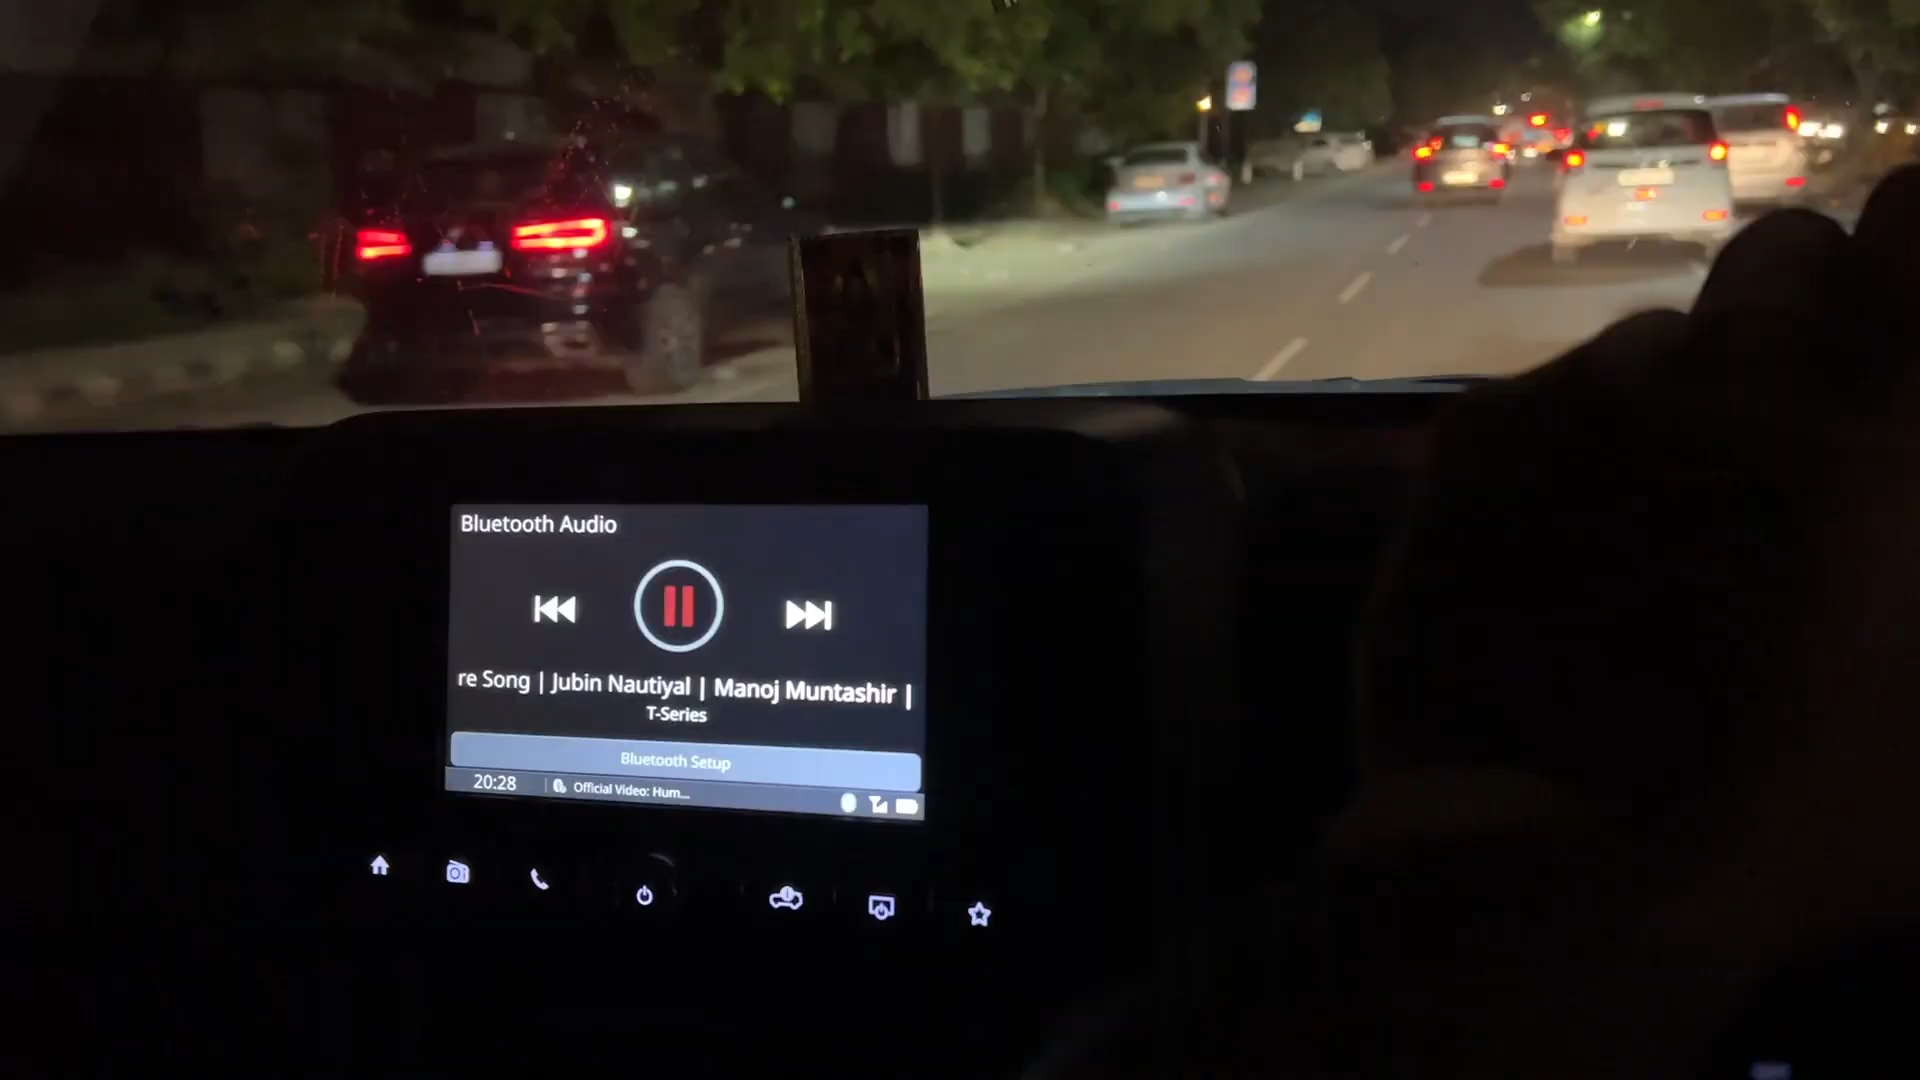 Bluetooth Audio
re Song | Jubin Nautiyal | Manoj Muntashir |
T-Series
Bluetooth Setup
20:28 Official Video: Hum...